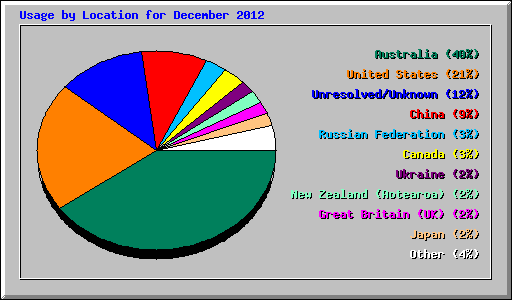 Usage by Location for December 2012
Australia (40%)
United States (21%)
Unresolved/Unknown (12%)
China (9%)
Russian Federation (3%)
Canada (3%)
Ukraine (2%)
New Zealand (Aotearoa) (2%)
Great Britain (UK) (2%)
Japan (2%)
Other (4%)